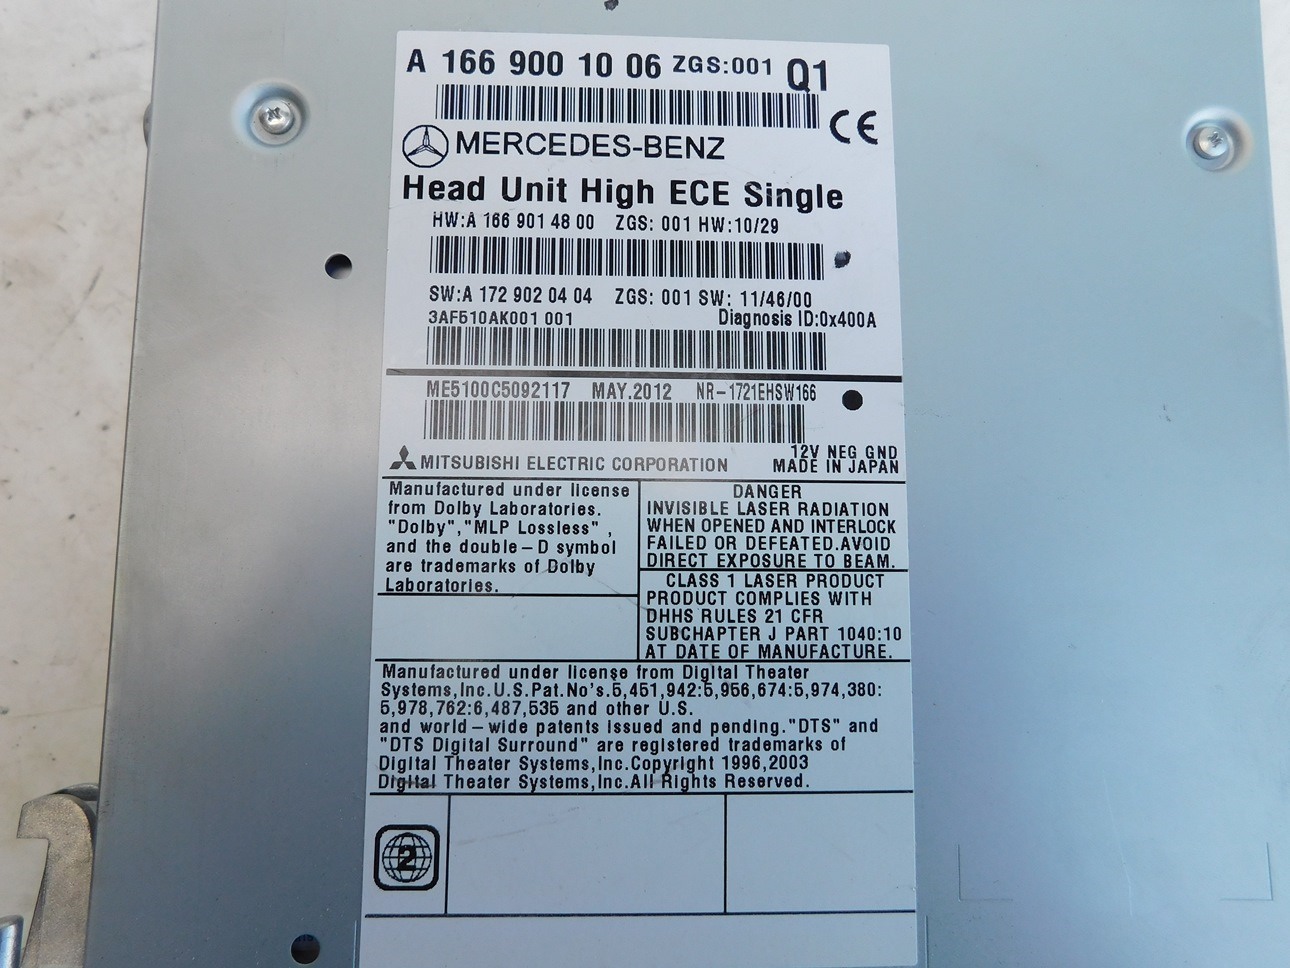 A 166 900 10 06 ZGS:001 Q1
CE
MERCEDES-BENZ
Head Unit High ECE Single
HW:A 166 901 48 00 ZGS: 001 HW:10/29
SW:A 172 902 04 04 ZGS: 001 SW: 11/46/00
3AF510AK001 001 Diagnosis ID:0x400A
ME5100C5092117 MAY.2012 NR-1721EHSW166
MITSUBISHI ELECTRIC CORPORATION
12V NEG GND
MADE IN JAPAN
Manufactured under license
from Dolby Laboratories.
"Dolby","MLP Lossless" ,
and the double-D symbol
are trademarks of Dolby
Laboratories.
DANGER
INVISIBLE LASER RADIATION
WHEN OPENED AND INTERLOCK
FAILED OR DEFEATED.AVOID
DIRECT EXPOSURE TO BEAM.
CLASS 1 LASER PRODUCT
PRODUCT COMPLIES WITH
DHHS RULES 21 CFR
SUBCHAPTER J PART 1040:10
AT DATE OF MANUFACTURE.
Manufactured under license from Digital Theater
Systems,Inc.U.S.Pat.No's.5,451,942:5,956,674:5,974,380:
5,978,762:6,487,535 and other U.S.
and world-wide patents issued and pending."DTS" and
"DTS Digital Surround" are registered trademarks of
Digital Theater Systems,Inc.Copyright 1996,2003
Digital Theater Systems,Inc.All Rights Reserved.
2